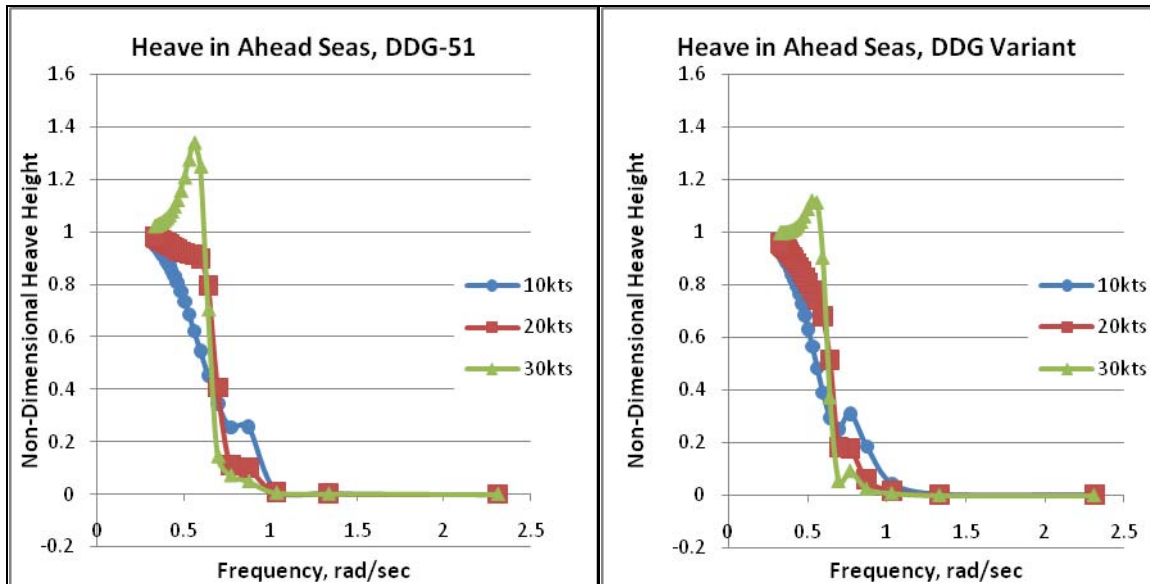 Heave in Ahead Seas, DDG-51
Non-Dimensional Heave Height
1.6
1.4
1.2
1
0.8
0.6
0.4
0.2
0
-0.2
0
0.5
1
1.5
2
2.5
Frequency, rad/sec
10kts
20kts
30kts
Heave in Ahead Seas, DDG Variant
Non-Dimensional Heave Height
1.6
1.4
1.2
1
0.8
0.6
0.4
0.2
0
-0.2
0
0.5
1
1.5
2
2.5
Frequency, rad/sec
10kts
20kts
30kts